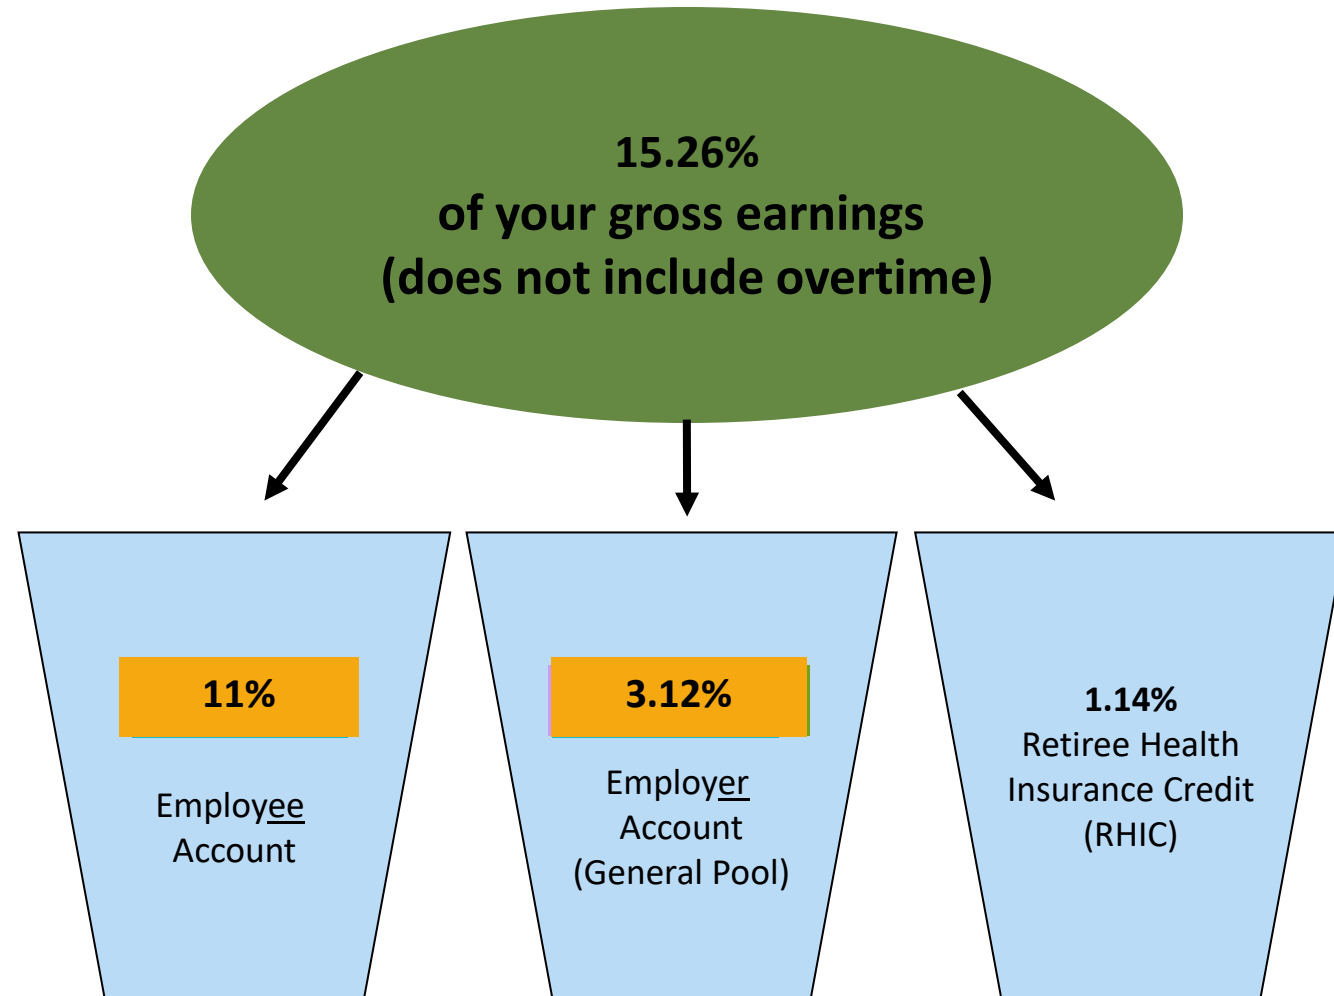 15.26%
of your gross earnings
(does not include overtime)
11%
Employee
Account
3.12%
Employer
Account
(General Pool)
1.14%
Retiree Health
Insurance Credit
(RHIC)